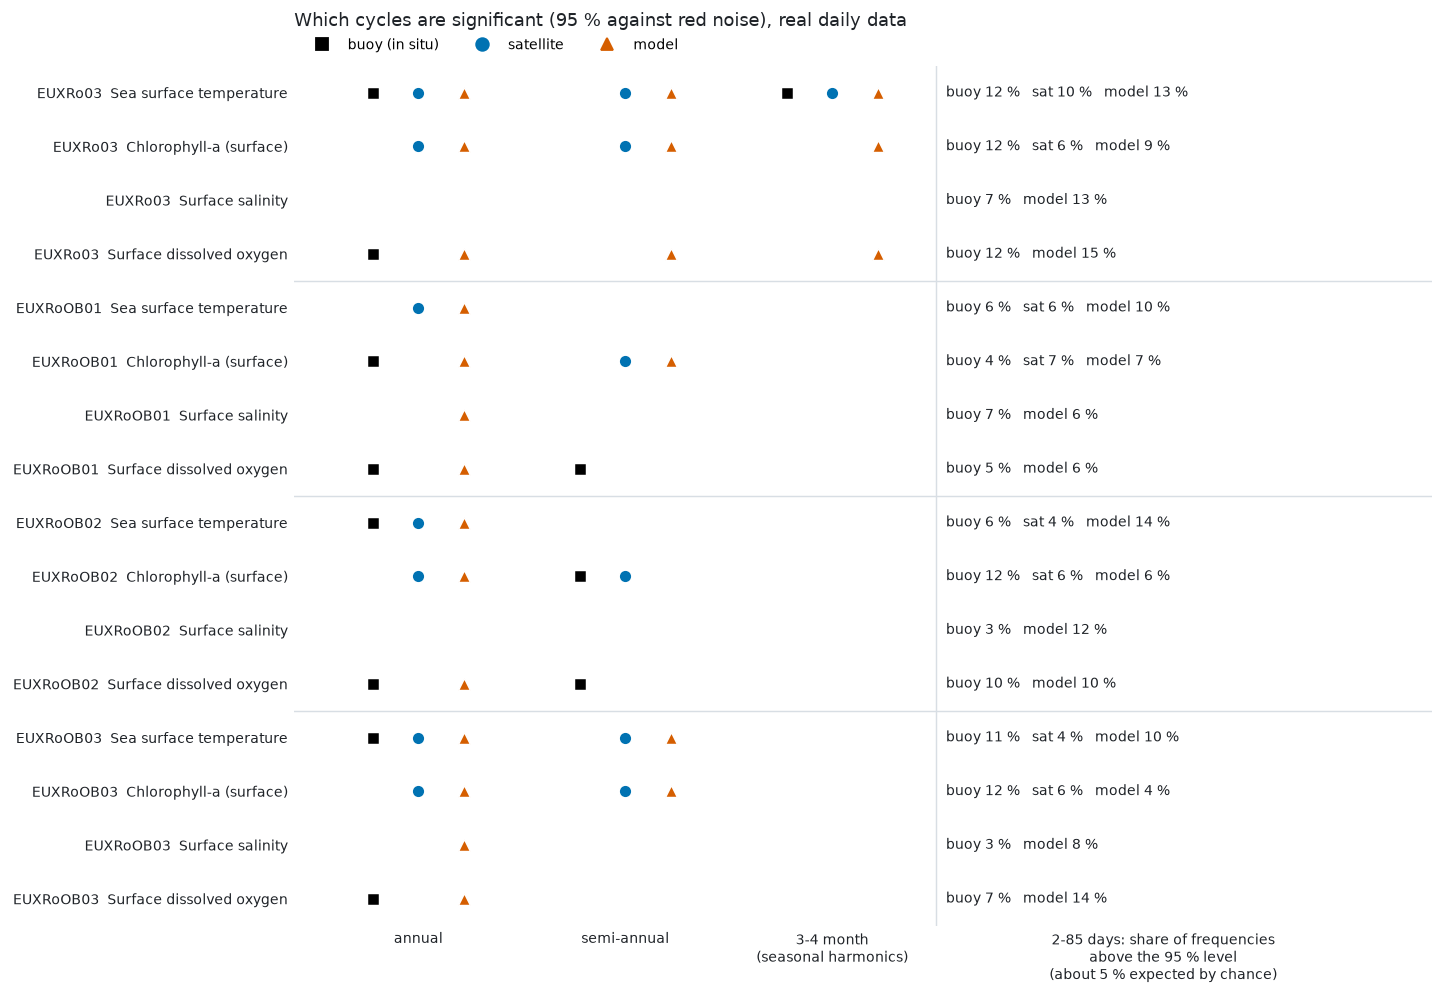 Which cycles are significant (95 % against red noise), real daily data
buoy (in situ) satellite model
EUXRo03 Sea surface temperature buoy 12 % sat 10 % model 13 %
EUXRo03 Chlorophyll-a (surface) buoy 12 % sat 6 % model 9 %
EUXRo03 Surface salinity buoy 7 % model 13 %
EUXRo03 Surface dissolved oxygen buoy 12 % model 15 %
EUXRoOB01 Sea surface temperature buoy 6 % sat 6 % model 10 %
EUXRoOB01 Chlorophyll-a (surface) buoy 4 % sat 7 % model 7 %
EUXRoOB01 Surface salinity buoy 7 % model 6 %
EUXRoOB01 Surface dissolved oxygen buoy 5 % model 6 %
EUXRoOB02 Sea surface temperature buoy 6 % sat 4 % model 14 %
EUXRoOB02 Chlorophyll-a (surface) buoy 12 % sat 6 % model 6 %
EUXRoOB02 Surface salinity buoy 3 % model 12 %
EUXRoOB02 Surface dissolved oxygen buoy 10 % model 10 %
EUXRoOB03 Sea surface temperature buoy 11 % sat 4 % model 10 %
EUXRoOB03 Chlorophyll-a (surface) buoy 12 % sat 6 % model 4 %
EUXRoOB03 Surface salinity buoy 3 % model 8 %
EUXRoOB03 Surface dissolved oxygen buoy 7 % model 14 %
annual
semi-annual
3-4 month
(seasonal harmonics)
2-85 days: share of frequencies
above the 95 % level
(about 5 % expected by chance)